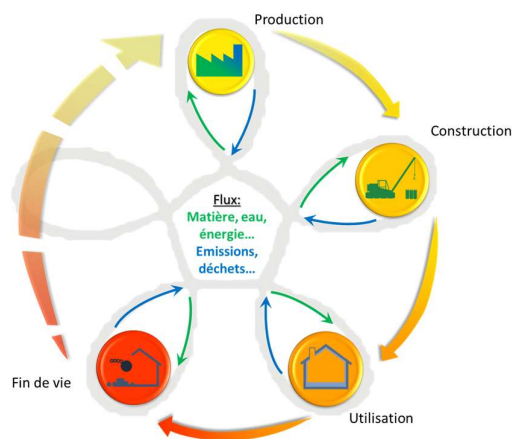 Production
Construction
Flux:
Matière, eau,
énergie...
Emissions,
déchets...
Fin de vie
Utilisation